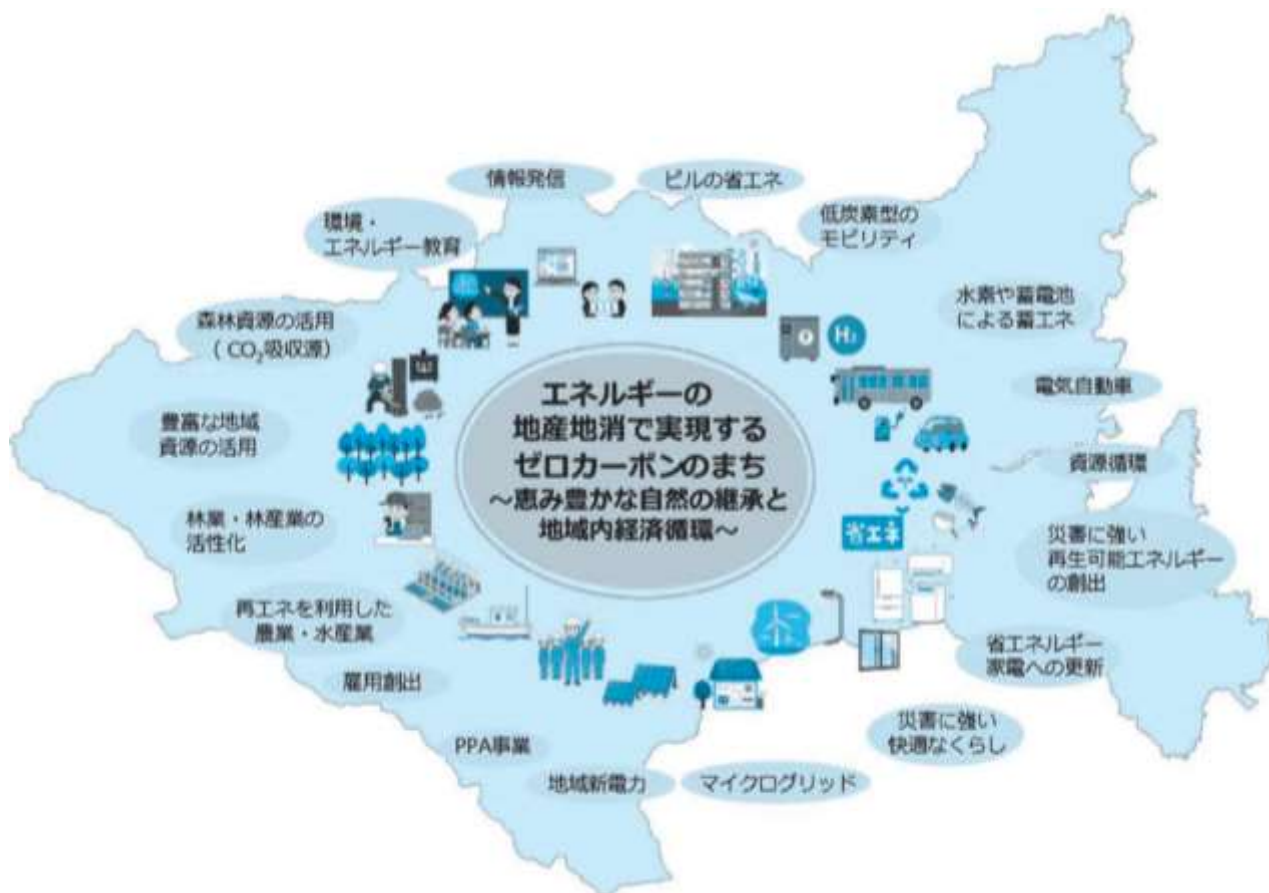 情報発信
ビルの省エネ
環境・
エネルギー教育
低炭素型の
モビリティ
森林資源の活用
（CO₂吸収源）
水素や蓄電池
による蓄エネ
豊富な地域
資源の活用
電気自動車
資源循環
林業・林産業の
活性化
災害に強い
再生可能エネルギー
の創出
再エネを利用した
農業・水産業
省エネルギー
家電への更新
雇用創出
災害に強い
快適なくらし
PPA事業
地域新電力
マイクログリッド
エネルギーの
地産地消で実現する
ゼロカーボンのまち
～恵み豊かな自然の継承と
地域内経済循環～
H₂
省エネ